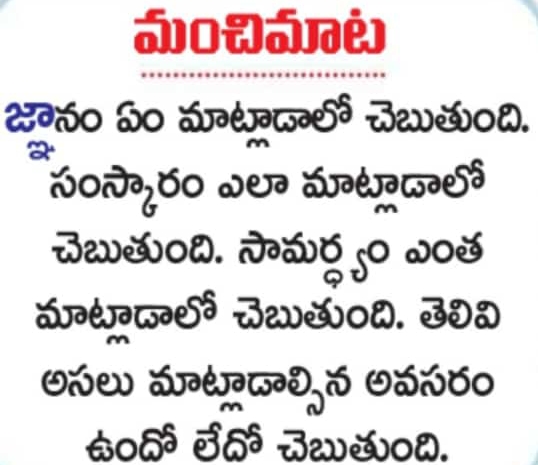 మంచిమాట
జ్ఞానం ఏం మాట్లాడాలో చెబుతుంది.
సంస్కారం ఎలా మాట్లాడాలో
చెబుతుంది. సామర్థ్యం ఎంత
మాట్లాడాలో చెబుతుంది. తెలివి
అసలు మాట్లాడాల్సిన అవసరం
ఉందో లేదో చెబుతుంది.